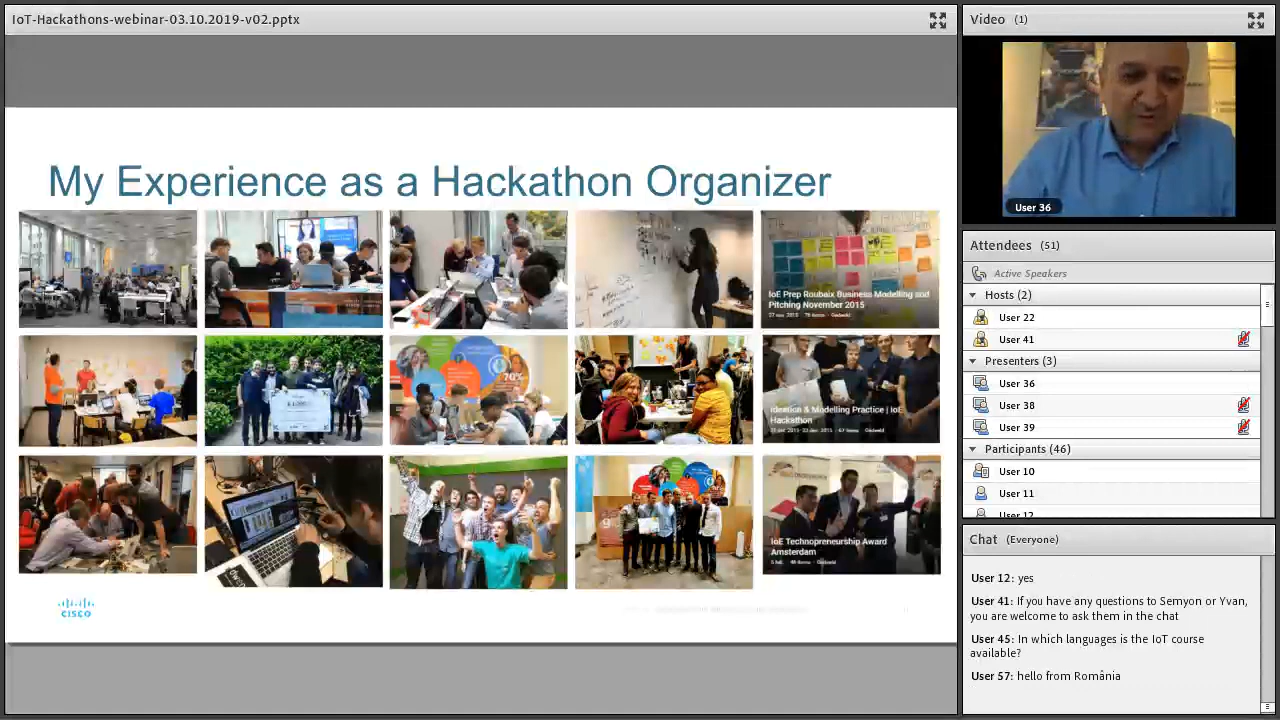 IoT-Hackathons-webinar-03.10.2019-v02.pptx
My Experience as a Hackathon Organizer
IoE Prep Roubaix Business Modelling and
Pitching November 2015
70%
Ideation & Modelling Practice | IoE
Hackathon
IoE Technopreneurship Award
Amsterdam
CISCO
Video (1)
User 36
Attendees (51)
Active Speakers
Hosts (2)
User 22
User 41
Presenters (3)
User 36
User 38
User 39
Participants (46)
User 10
User 11
User 12
Chat (Everyone)
User 12: yes
User 41: If you have any questions to Semyon or Yvan,
you are welcome to ask them in the chat
User 45: In which languages is the IoT course
available?
User 57: hello from România